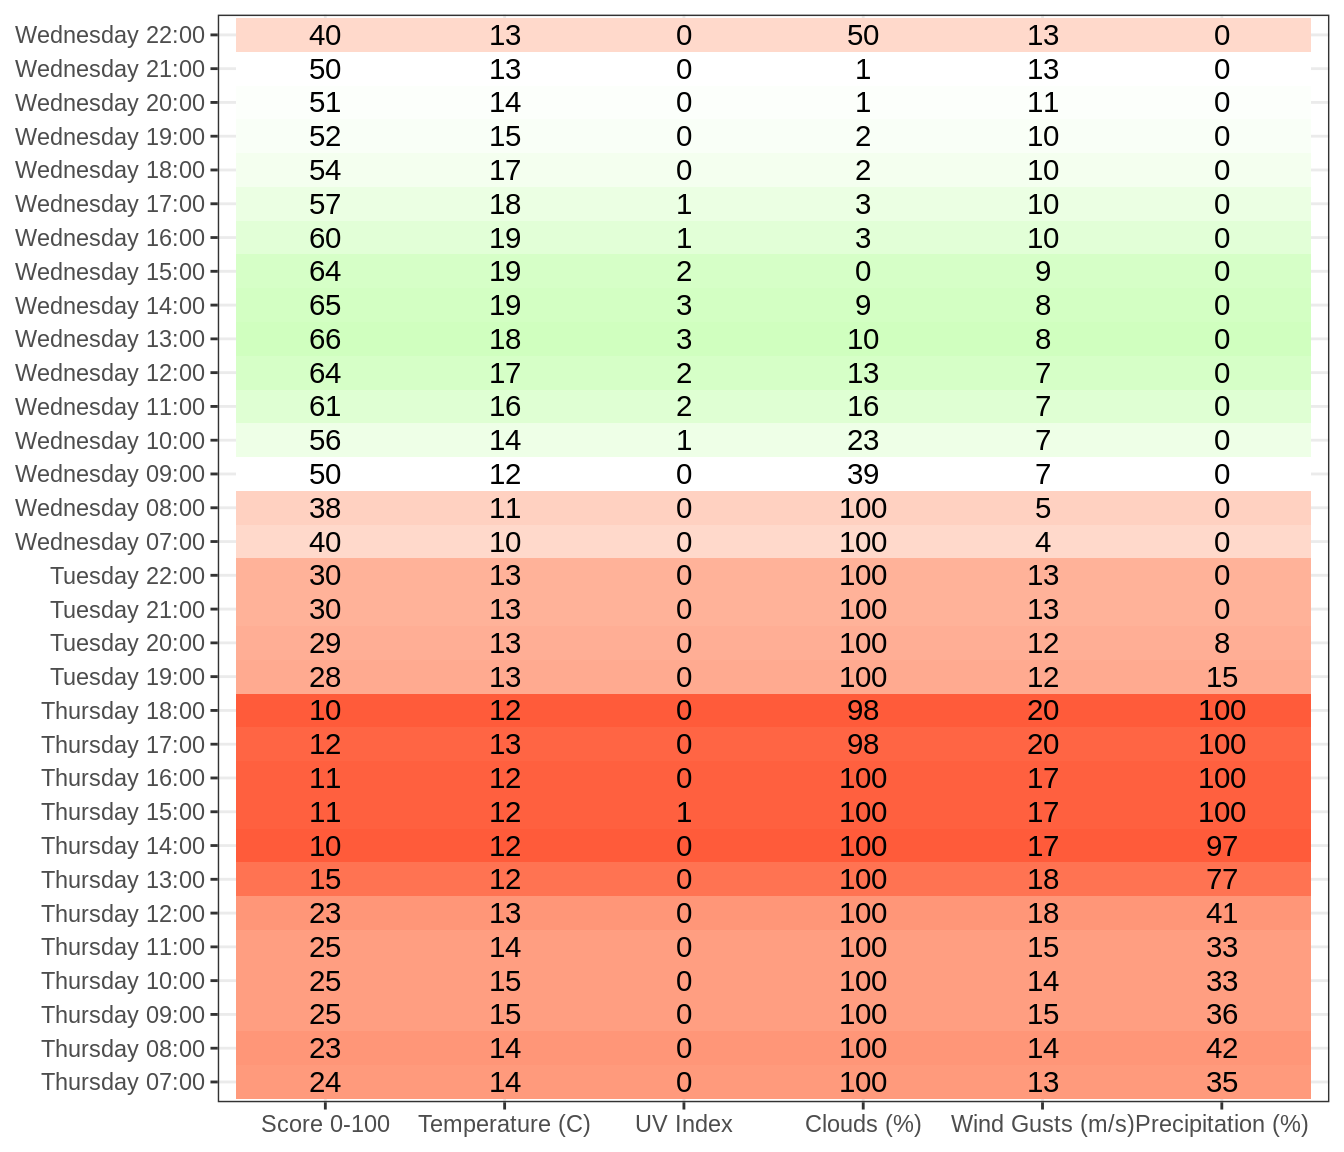 Wednesday 22:00 40 13 0 50 13 0
Wednesday 21:00 50 13 0 1 13 0
Wednesday 20:00 51 14 0 1 11 0
Wednesday 19:00 52 15 0 2 10 0
Wednesday 18:00 54 17 0 2 10 0
Wednesday 17:00 57 18 1 3 10 0
Wednesday 16:00 60 19 1 3 10 0
Wednesday 15:00 64 19 2 0 9 0
Wednesday 14:00 65 19 3 9 8 0
Wednesday 13:00 66 18 3 10 8 0
Wednesday 12:00 64 17 2 13 7 0
Wednesday 11:00 61 16 2 16 7 0
Wednesday 10:00 56 14 1 23 7 0
Wednesday 09:00 50 12 0 39 7 0
Wednesday 08:00 38 11 0 100 5 0
Wednesday 07:00 40 10 0 100 4 0
Tuesday 22:00 30 13 0 100 13 0
Tuesday 21:00 30 13 0 100 13 0
Tuesday 20:00 29 13 0 100 12 8
Tuesday 19:00 28 13 0 100 12 15
Thursday 18:00 10 12 0 98 20 100
Thursday 17:00 12 13 0 98 20 100
Thursday 16:00 11 12 0 100 17 100
Thursday 15:00 11 12 1 100 17 100
Thursday 14:00 10 12 0 100 17 97
Thursday 13:00 15 12 0 100 18 77
Thursday 12:00 23 13 0 100 18 41
Thursday 11:00 25 14 0 100 15 33
Thursday 10:00 25 15 0 100 14 33
Thursday 09:00 25 15 0 100 15 36
Thursday 08:00 23 14 0 100 14 42
Thursday 07:00 24 14 0 100 13 35
Score 0-100 Temperature (C) UV Index Clouds (%) Wind Gusts (m/s) Precipitation (%)